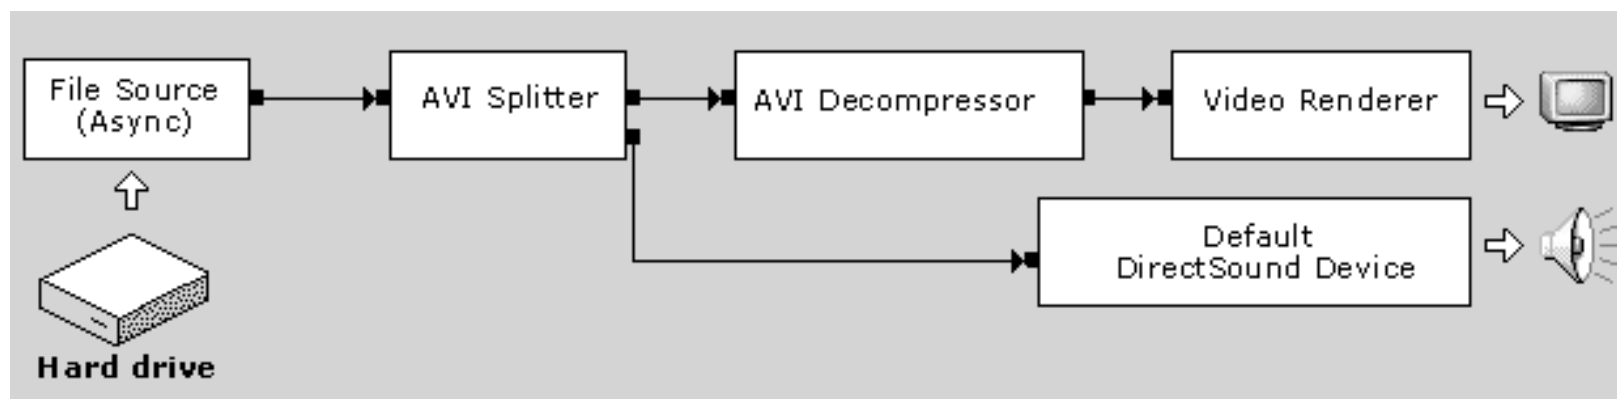 File Source
(Async)
AVI Splitter
AVI Decompressor
Video Renderer
Default
DirectSound Device
Hard drive